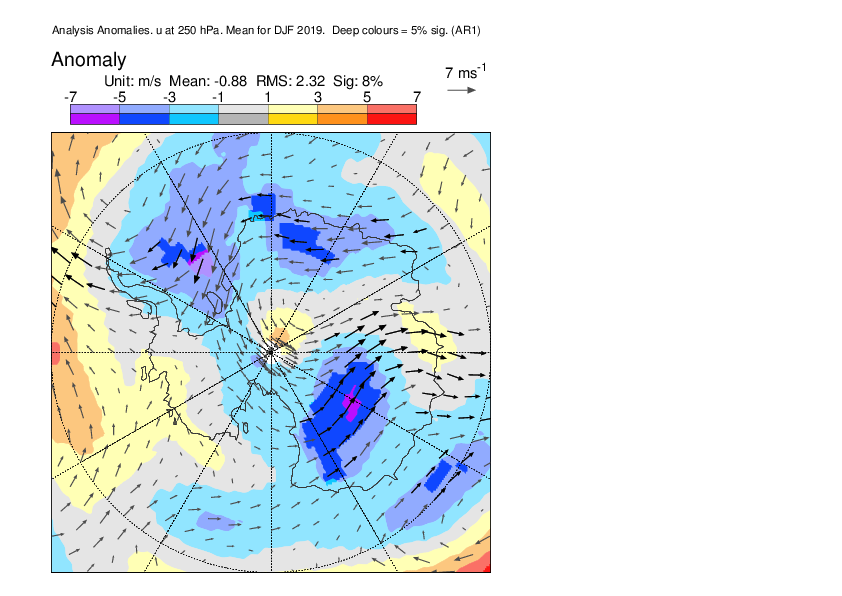 Analysis Anomalies. u at 250 hPa. Mean for DJF 2019.  Deep colours = 5% sig. (AR1)
Anomaly
7 ms-1
Unit: m/s  Mean: -0.88  RMS: 2.32  Sig: 8%
-7 -5 -3 -1 1 3 5 7